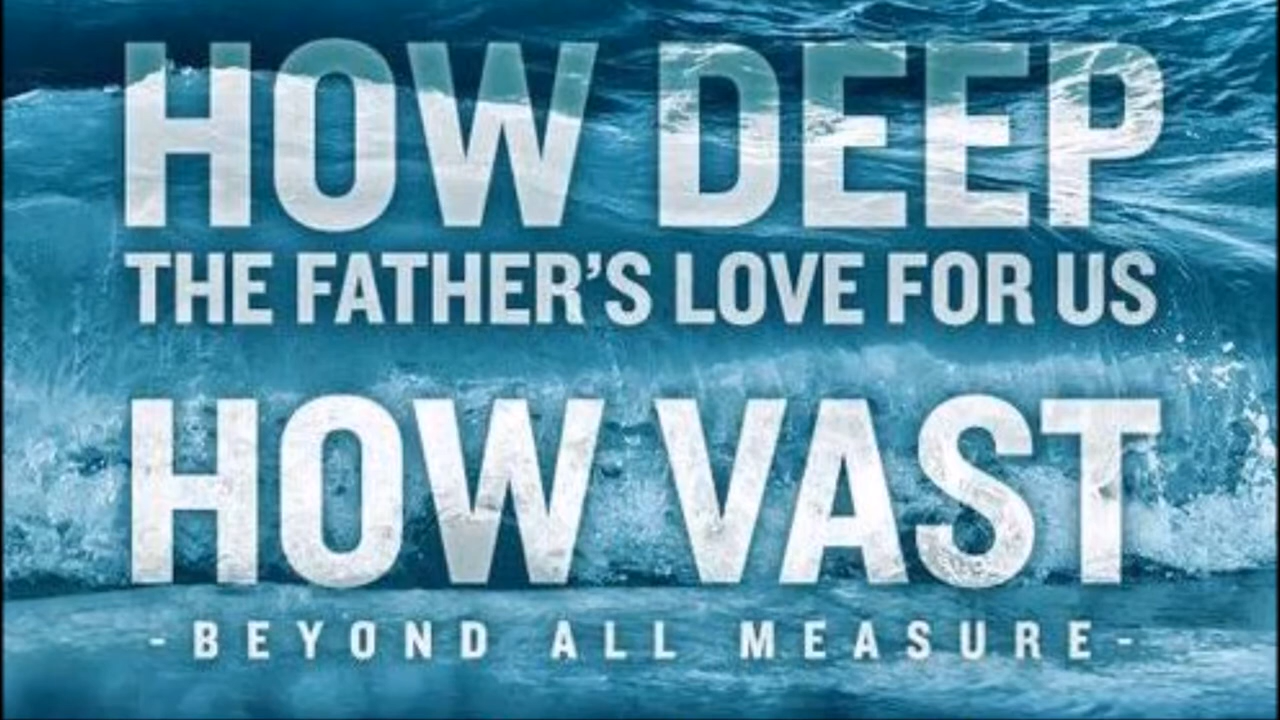 HOW DEEP
THE FATHER’S LOVE FOR US
HOW VAST
-BEYOND ALL MEASURE-